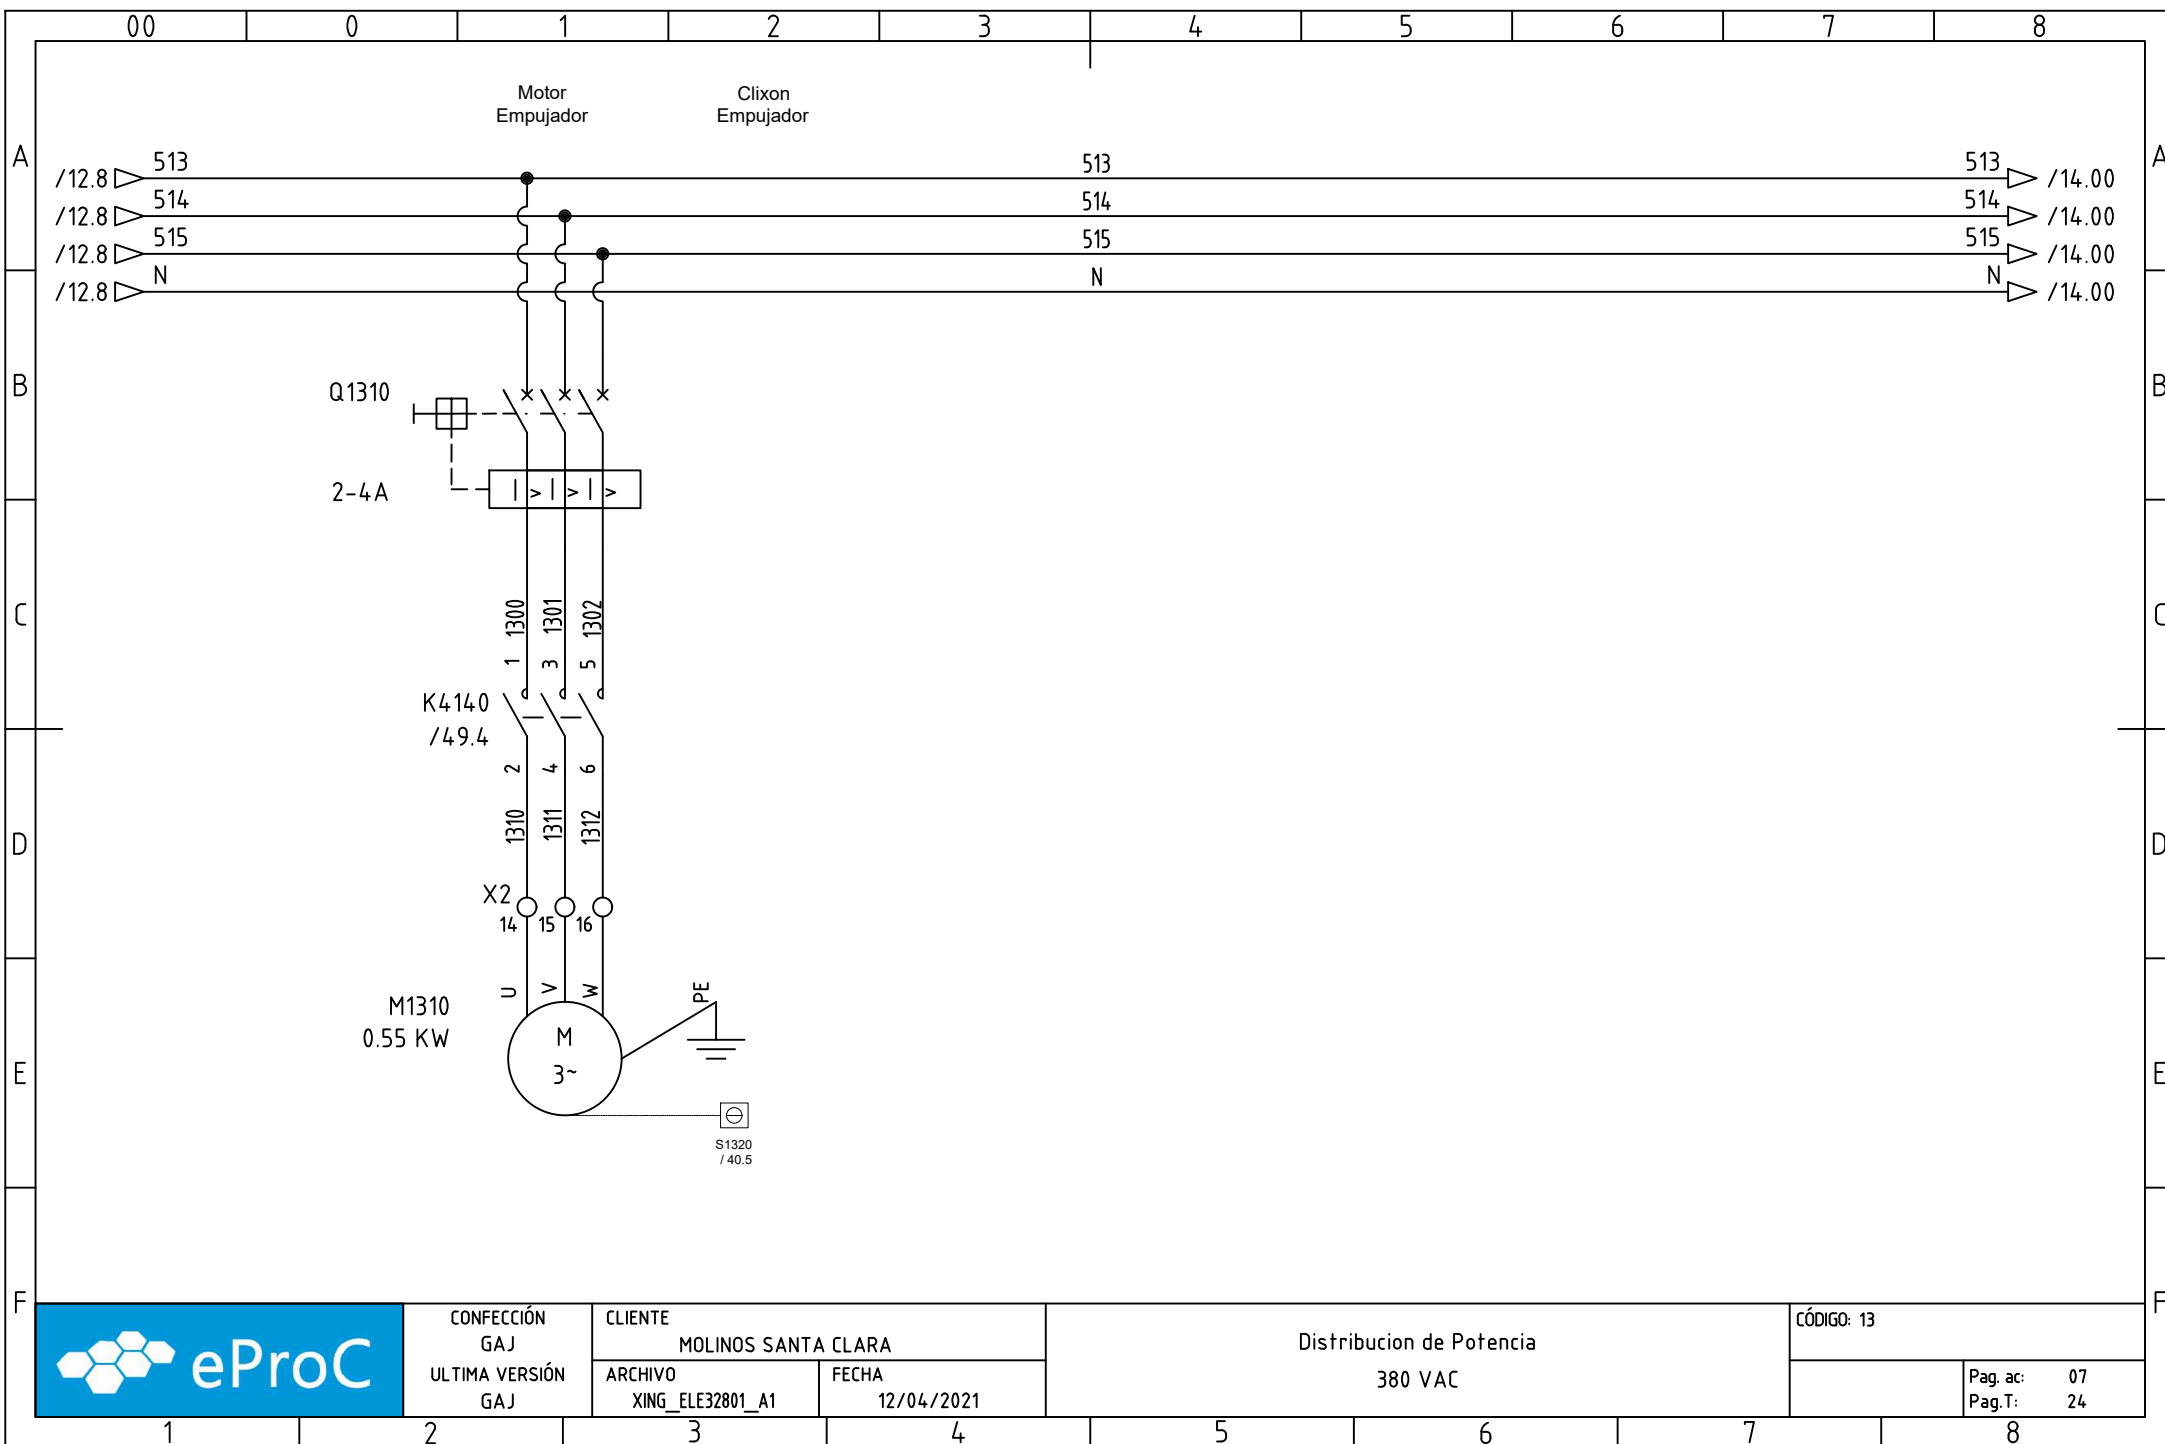 00 0 1 2 3 4 5 6 7 8
Motor
Empujador
Clixon
Empujador
A A
/12.8 513 513 513 /14.00
/12.8 514 514 514 /14.00
/12.8 515 515 515 /14.00
/12.8 N N N /14.00
B B
Q1310
2-4A
I > I > I >
C C
1300 1301 1302
1 3 5
K4140
/49.4
2 4 6
D D
1310 1311 1312
X2
14 15 16
U V W PE
M1310
0.55 KW
M
3~
E E
S1320
/ 40.5
F F
eProC
CONFECCIÓN
GAJ
ULTIMA VERSIÓN
GAJ
CLIENTE
MOLINOS SANTA CLARA
ARCHIVO
XING_ELE32801_A1
FECHA
12/04/2021
Distribucion de Potencia
380 VAC
CÓDIGO: 13
Pag. ac: 07
Pag.T: 24
1 2 3 4 5 6 7 8